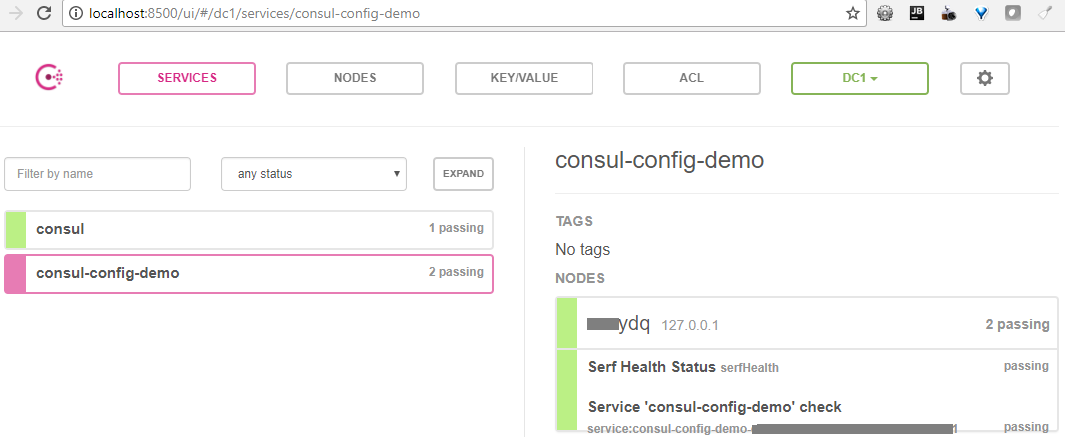 localhost:8500/ui/#/dc1/services/consul-config-demo
JB
SERVICES NODES KEY/VALUE ACL DC1
Filter by name any status EXPAND
consul 1 passing
consul-config-demo 2 passing
consul-config-demo
TAGS
No tags
NODES
ydq 127.0.0.1 2 passing
Serf Health Status serfHealth passing
Service 'consul-config-demo' check
service:consul-config-demo- 1 passing